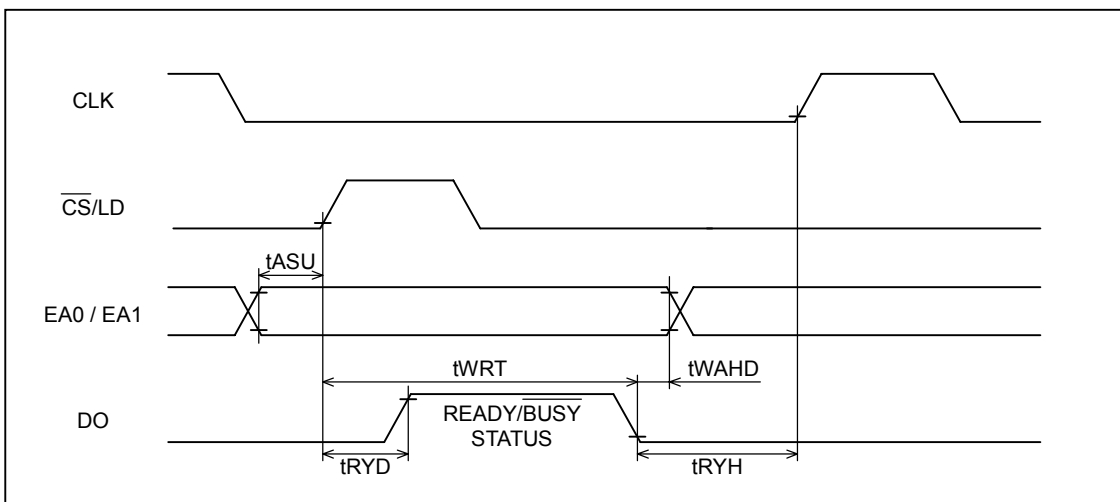 CLK
CS/LD
tASU
EA0 / EA1
tWRT
tWAHD
DO
READY/BUSY
STATUS
tRYD
tRYH